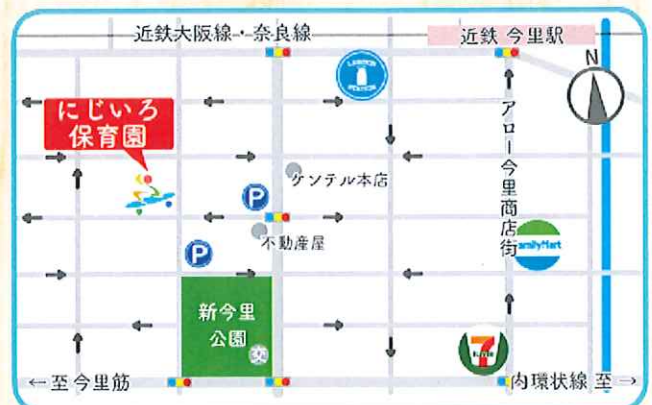 近鉄大阪線・奈良線
近鉄 今里駅
LAWSON
STATION
N
にじいろ
保育園
アロー今里商店街
ケンテル本店
P
不動産屋
FamilyMart
P
新今里
公園
交
7
←至今里筋
内環状線 至→